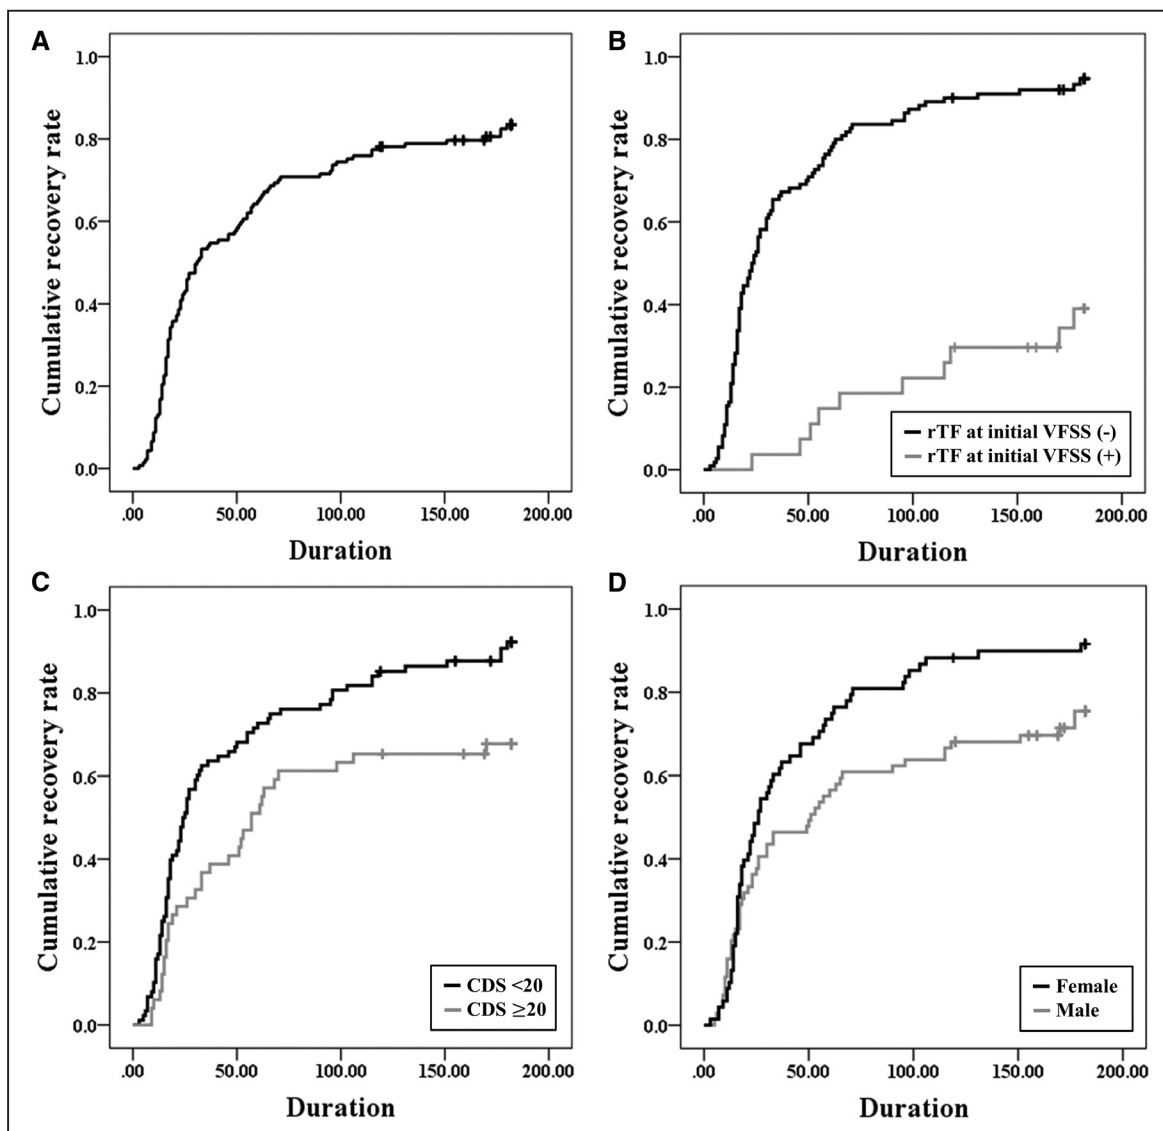 A
Cumulative recovery rate
1.0
0.8
0.6
0.4
0.2
0.0
.00 50.00 100.00 150.00 200.00
Duration
B
Cumulative recovery rate
1.0
0.8
0.6
0.4
0.2
0.0
rTF at initial VFSS (-)
rTF at initial VFSS (+)
.00 50.00 100.00 150.00 200.00
Duration
C
Cumulative recovery rate
1.0
0.8
0.6
0.4
0.2
0.0
CDS <20
CDS ≥20
.00 50.00 100.00 150.00 200.00
Duration
D
Cumulative recovery rate
1.0
0.8
0.6
0.4
0.2
0.0
Female
Male
.00 50.00 100.00 150.00 200.00
Duration